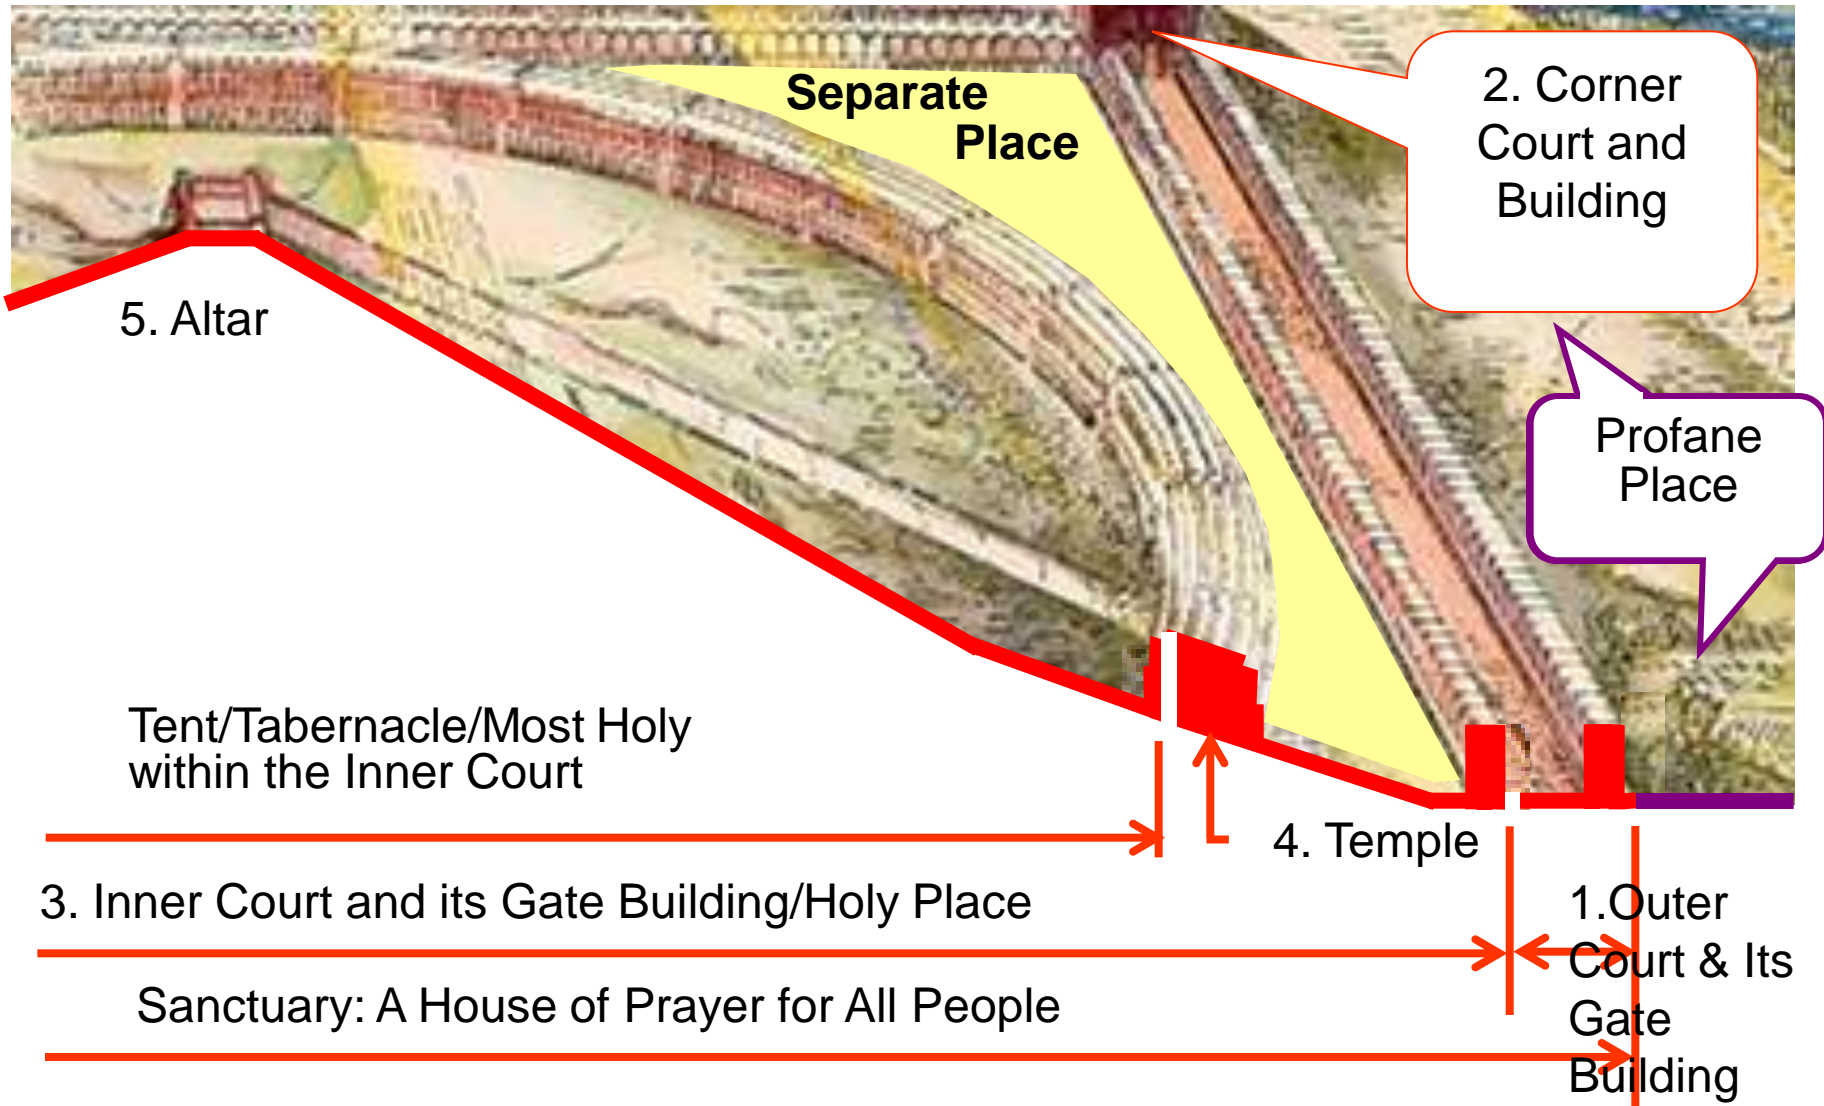 Separate
Place
2. Corner
Court and
Building
5. Altar
Profane
Place
Tent/Tabernacle/Most Holy
within the Inner Court
4. Temple
3. Inner Court and its Gate Building/Holy Place
1.Outer
Court & Its
Gate
Building
Sanctuary: A House of Prayer for All People